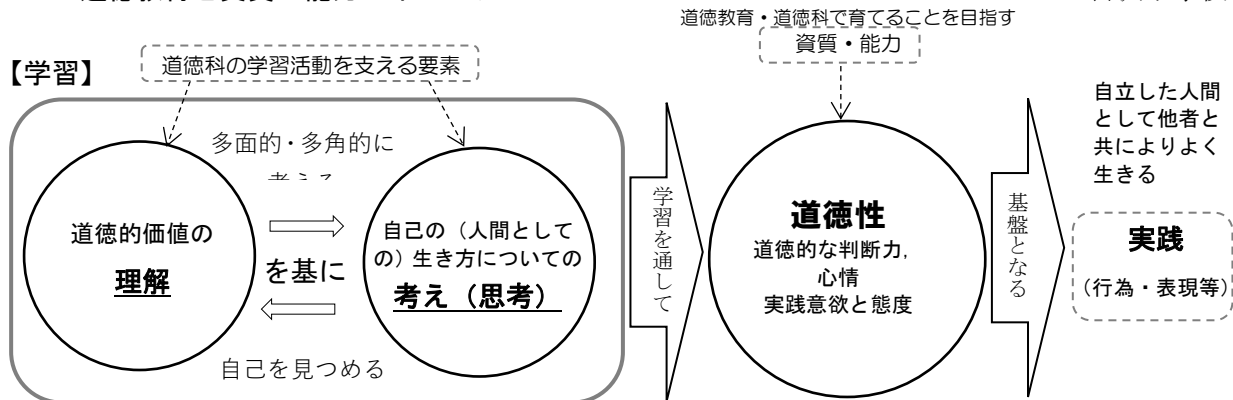 道徳教育・道徳科で育てることを目指す
資質・能力
【学習】
道徳科の学習活動を支える要素
多面的・多角的に
道徳的価値の
理解
を基に
自己の（人間として
の）生き方についての
考え（思考）
自己を見つめる
学習を通して
道徳性
道徳的な判断力,
心情
実践意欲と態度
基盤となる
自立した人間
として他者と
共によりよく
生きる
実践
（行為・表現等）